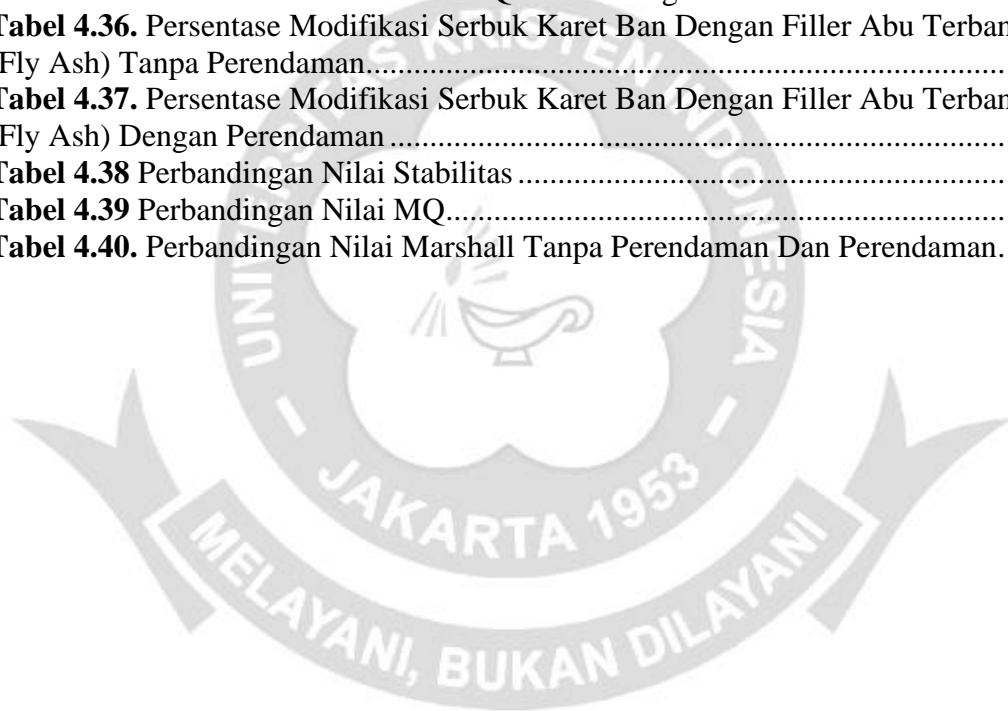 Tabel 4.36. Persentase Modifikasi Serbuk Karet Ban Dengan Filler Abu
Fly Ash) Tanpa Perendaman........................................................................
Tabel 4.37. Persentase Modifikasi Serbuk Karet Ban Dengan Filler Abu
Fly Ash) Dengan Perendaman.....................................................................
Tabel 4.38 Perbandingan Nilai Stabilitas.....................................................
Tabel 4.39 Perbandingan Nilai MQ.............................................................
Tabel 4.40. Perbandingan Nilai Marshall Tanpa Perendaman Dan Perendaman.
UNIVERSITAS KRISTEN INDONESIA
JAKARTA 1953
MELAYANI, BUKAN DILAYANI